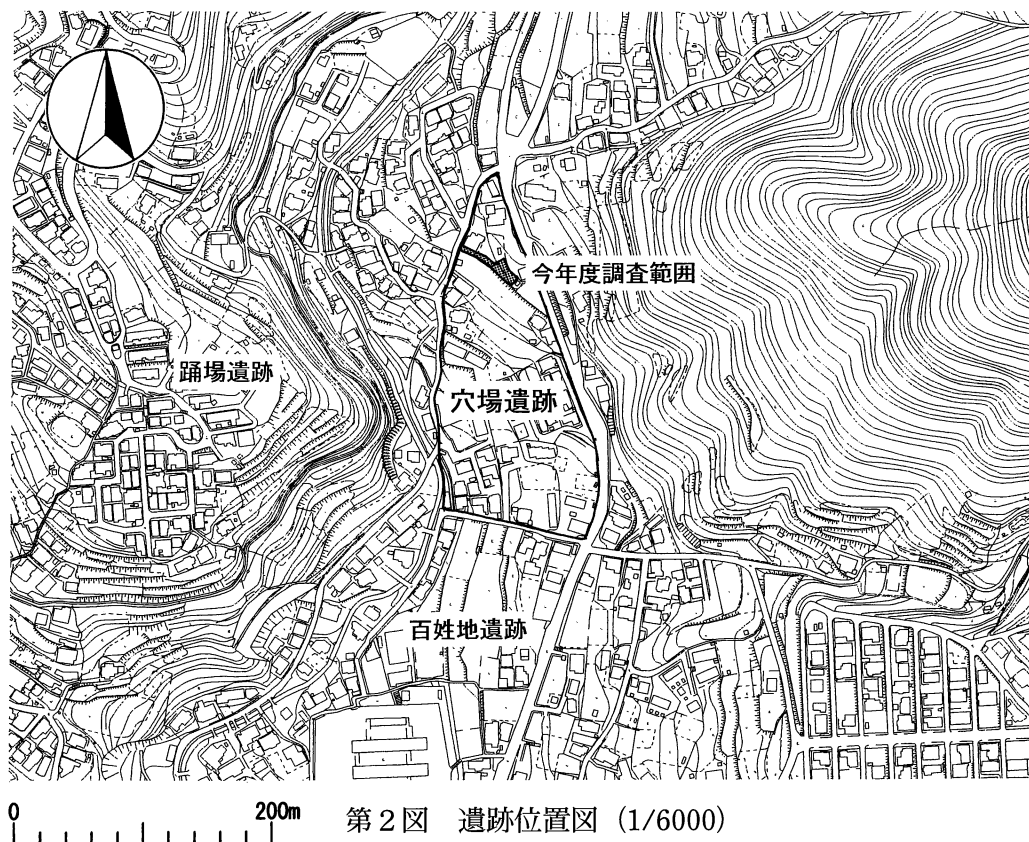 今年度調査範囲
踊場遺跡
穴場遺跡
百姓地遺跡
0 200m
第2図 遺跡位置図 (1/6000)